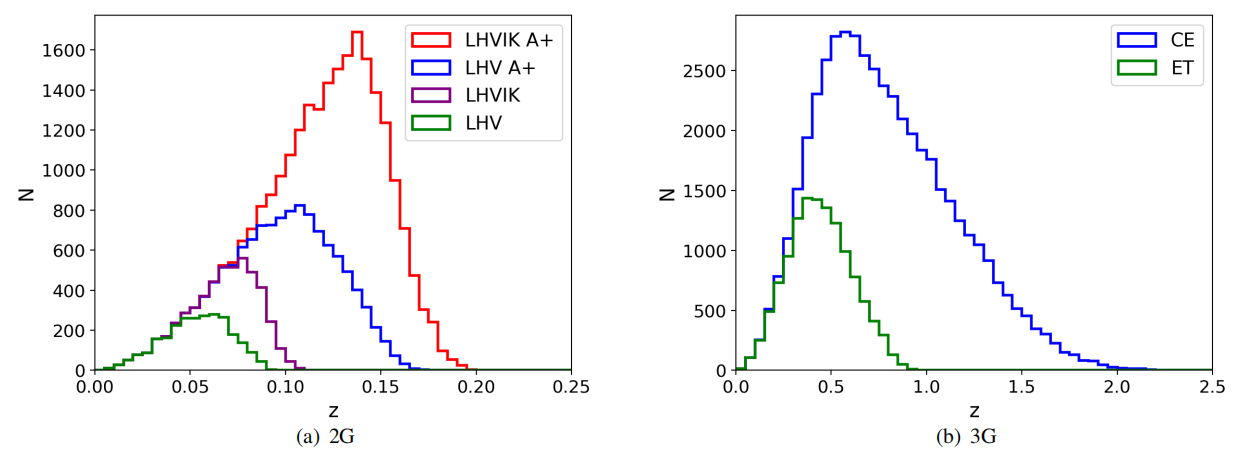 1600
1400
1200
1000
800
600
400
200
0
N
0.00 0.05 0.10 0.15 0.20 0.25
z
LHVIK A+
LHV A+
LHVIK
LHV
(a) 2G
2500
2000
1500
1000
500
0
N
0.0 0.5 1.0 1.5 2.0 2.5
z
CE
ET
(b) 3G